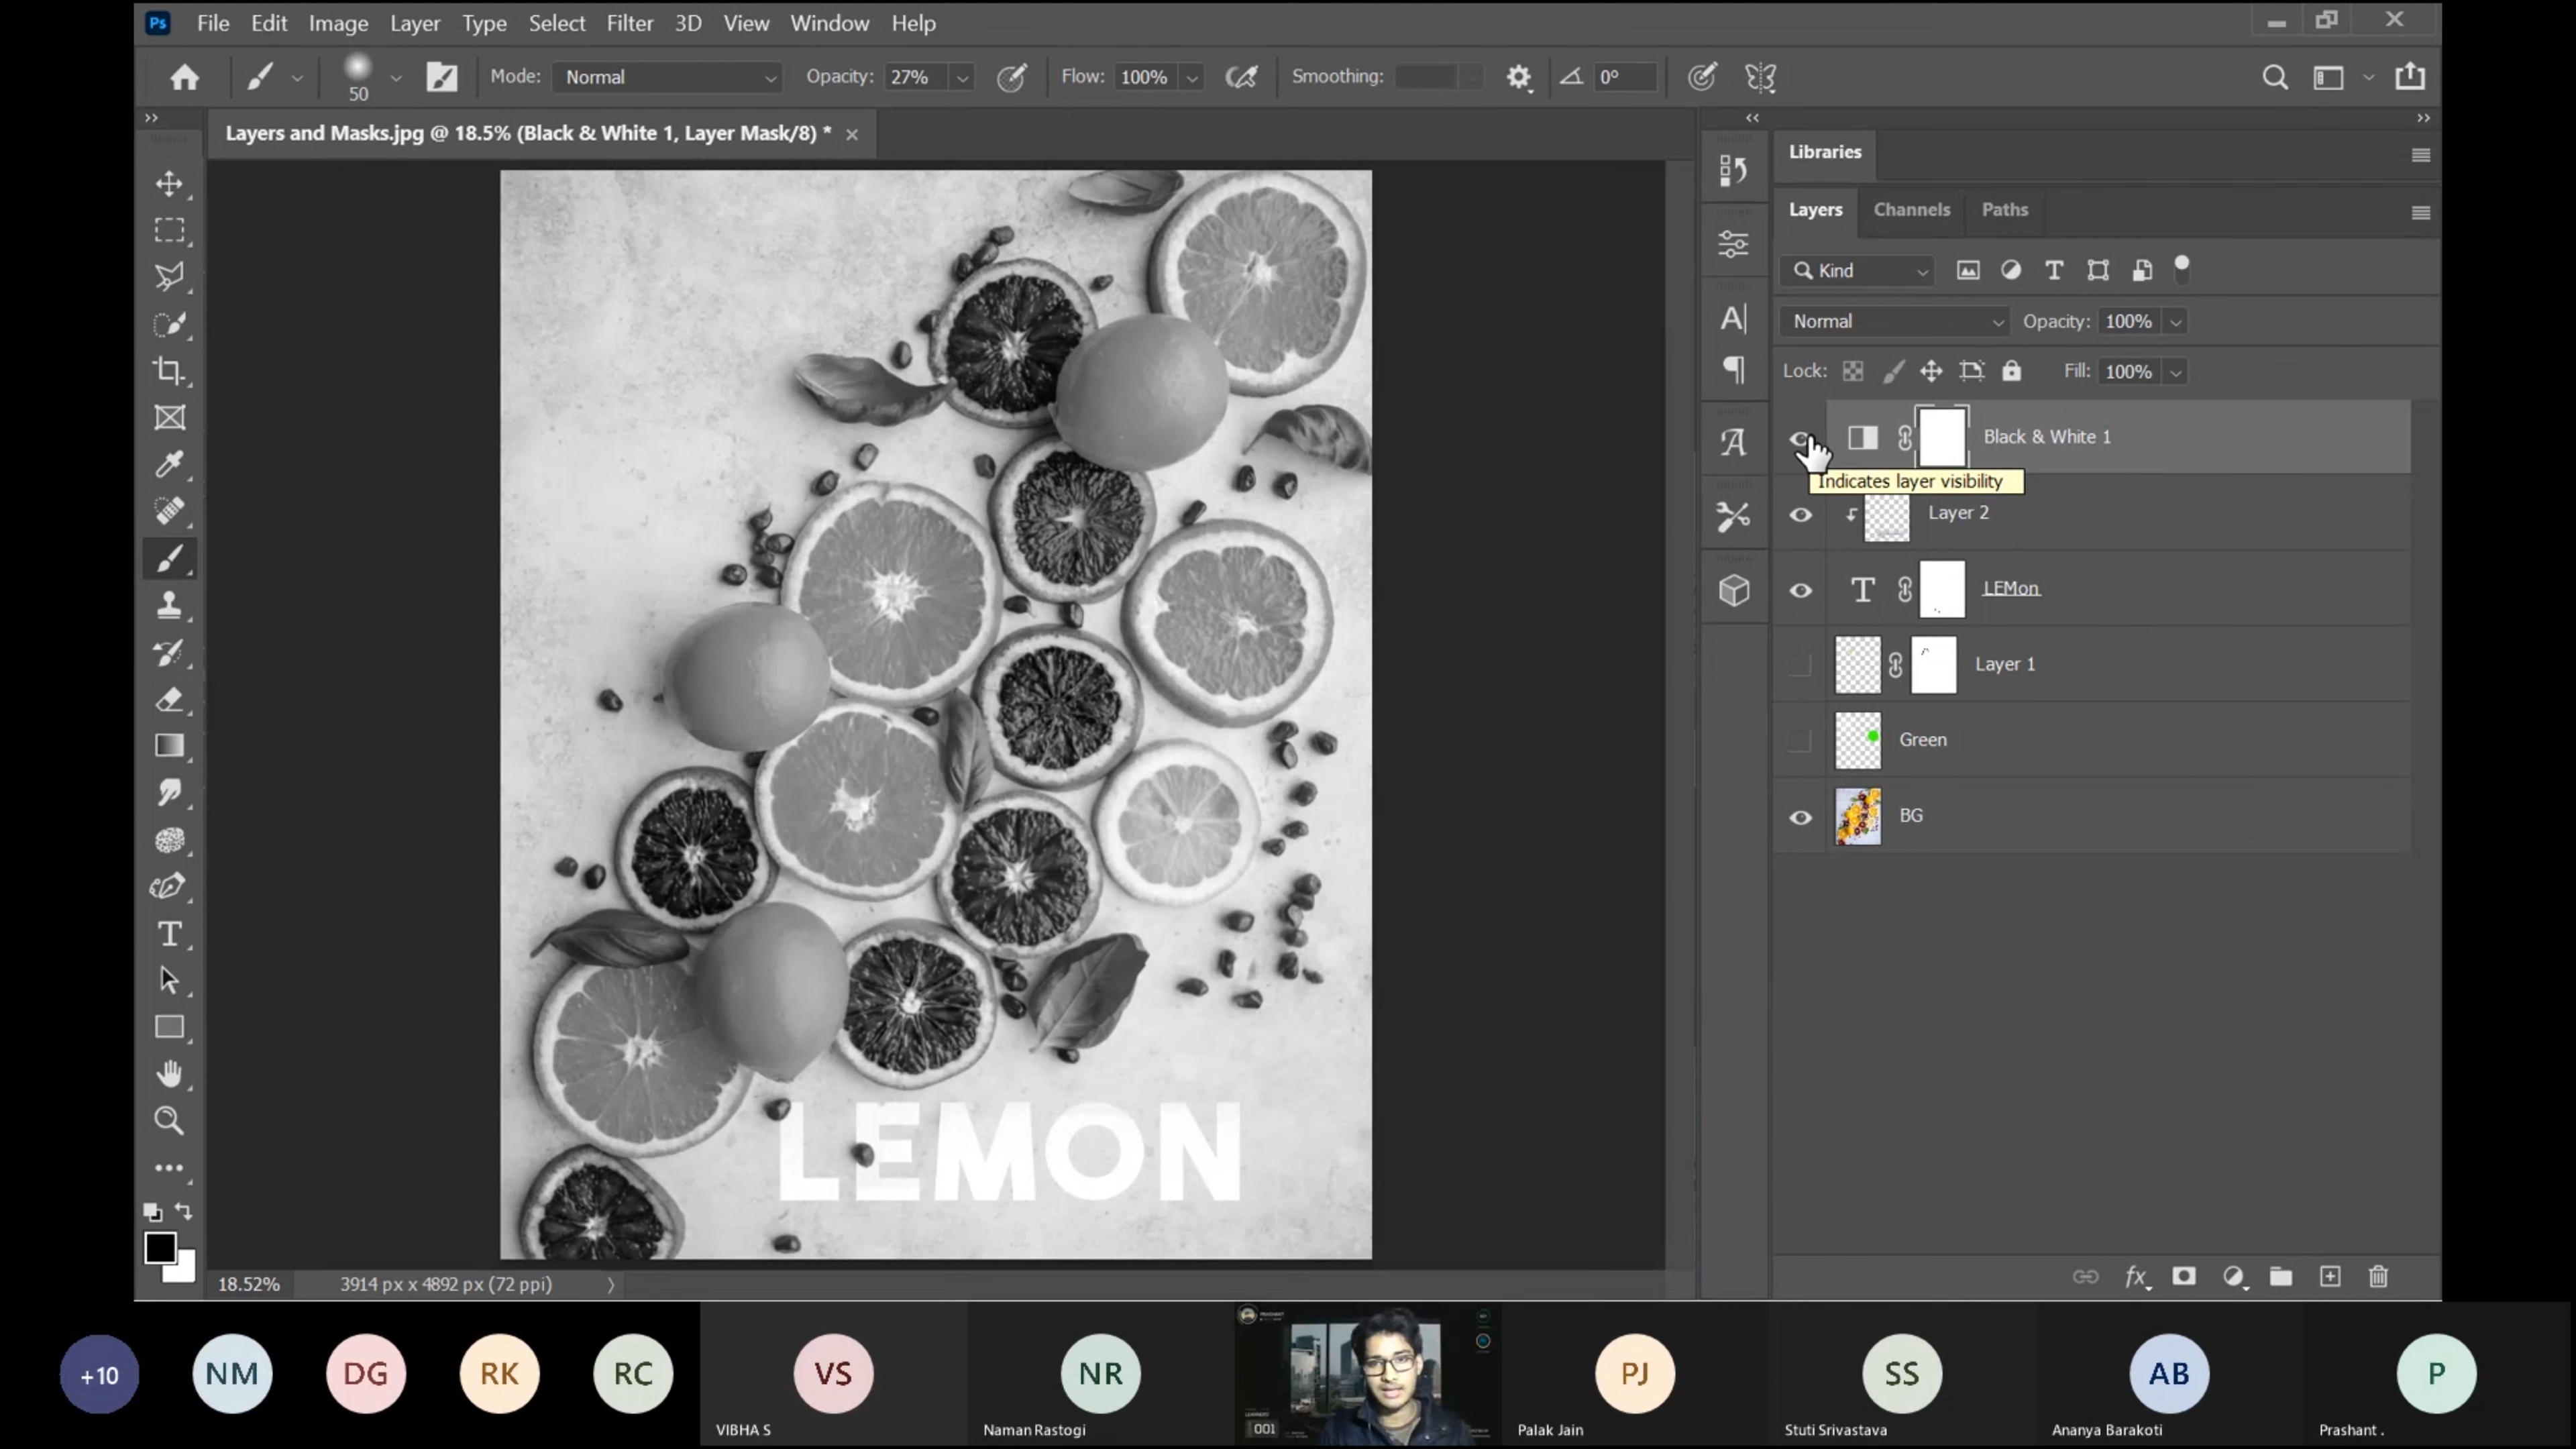 Ps File Edit Image Layer Type Select Filter 3D View Window Help
50 Mode: Normal Opacity: 27% Flow: 100% Smoothing: 0°
Layers and Masks.jpg @ 18.5% (Black & White 1, Layer Mask/8) *
Libraries
Layers Channels Paths
Kind
Normal Opacity: 100%
Lock: Fill: 100%
Black & White 1
Indicates layer visibility
Layer 2
LEMon
Layer 1
Green
BG
LEMON
18.52% 3914 px x 4892 px (72 ppi)
+10 NM DG RK RC VS NR PJ SS AB P
PRASHANT
001
VIBHA S Naman Rastogi Palak Jain Stuti Srivastava Ananya Barakoti Prashant .